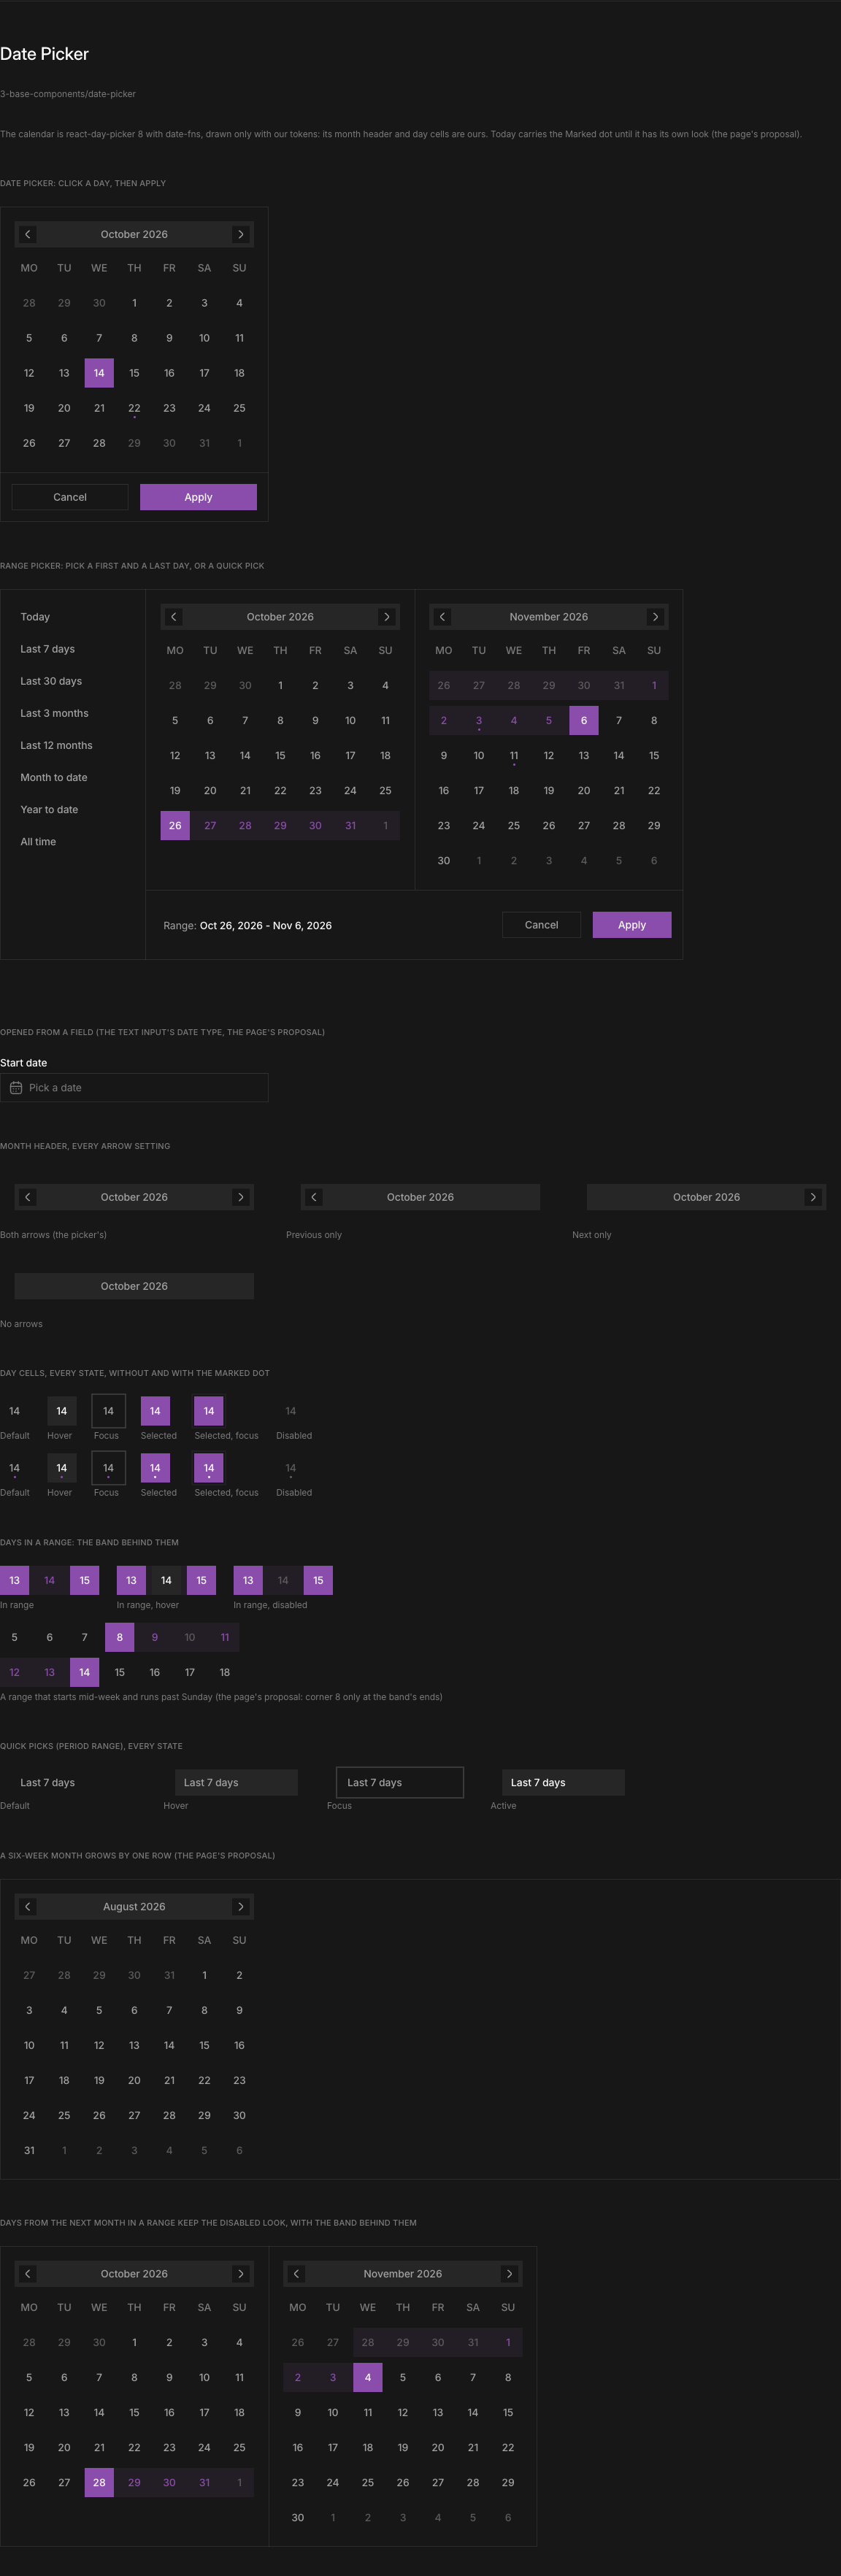 Date Picker
3-base-components/date-picker
The calendar is react-day-picker 8 with date-fns, drawn only with our tokens: its month header and day cells are ours. Today carries the Marked dot until it has its own look (the page's proposal).
DATE PICKER: CLICK A DAY, THEN APPLY
October 2026
MO TU WE TH FR SA SU
28 29 30 1 2 3 4
5 6 7 8 9 10 11
12 13 14 15 16 17 18
19 20 21 22 23 24 25
26 27 28 29 30 31 1
Cancel Apply
RANGE PICKER: PICK A FIRST AND A LAST DAY, OR A QUICK PICK
Today
Last 7 days
Last 30 days
Last 3 months
Last 12 months
Month to date
Year to date
All time
October 2026
MO TU WE TH FR SA SU
28 29 30 1 2 3 4
5 6 7 8 9 10 11
12 13 14 15 16 17 18
19 20 21 22 23 24 25
26 27 28 29 30 31 1
November 2026
MO TU WE TH FR SA SU
26 27 28 29 30 31 1
2 3 4 5 6 7 8
9 10 11 12 13 14 15
16 17 18 19 20 21 22
23 24 25 26 27 28 29
30 1 2 3 4 5 6
Range: Oct 26, 2026 - Nov 6, 2026
Cancel Apply
OPENED FROM A FIELD (THE TEXT INPUT'S DATE TYPE, THE PAGE'S PROPOSAL)
Start date
Pick a date
MONTH HEADER, EVERY ARROW SETTING
October 2026 October 2026 October 2026
Both arrows (the picker's) Previous only Next only
October 2026
No arrows
DAY CELLS, EVERY STATE, WITHOUT AND WITH THE MARKED DOT
14 14 14 14 14 14
Default Hover Focus Selected Selected, focus Disabled
14 14 14 14 14 14
Default Hover Focus Selected Selected, focus Disabled
DAYS IN A RANGE: THE BAND BEHIND THEM
13 14 15 13 14 15 13 14 15
In range In range, hover In range, disabled
5 6 7 8 9 10 11
12 13 14 15 16 17 18
A range that starts mid-week and runs past Sunday (the page's proposal: corner 8 only at the band's ends)
QUICK PICKS (PERIOD RANGE), EVERY STATE
Last 7 days Last 7 days Last 7 days Last 7 days
Default Hover Focus Active
A SIX-WEEK MONTH GROWS BY ONE ROW (THE PAGE'S PROPOSAL)
August 2026
MO TU WE TH FR SA SU
27 28 29 30 31 1 2
3 4 5 6 7 8 9
10 11 12 13 14 15 16
17 18 19 20 21 22 23
24 25 26 27 28 29 30
31 1 2 3 4 5 6
DAYS FROM THE NEXT MONTH IN A RANGE KEEP THE DISABLED LOOK, WITH THE BAND BEHIND THEM
October 2026
MO TU WE TH FR SA SU
28 29 30 1 2 3 4
5 6 7 8 9 10 11
12 13 14 15 16 17 18
19 20 21 22 23 24 25
26 27 28 29 30 31 1
November 2026
MO TU WE TH FR SA SU
26 27 28 29 30 31 1
2 3 4 5 6 7 8
9 10 11 12 13 14 15
16 17 18 19 20 21 22
23 24 25 26 27 28 29
30 1 2 3 4 5 6